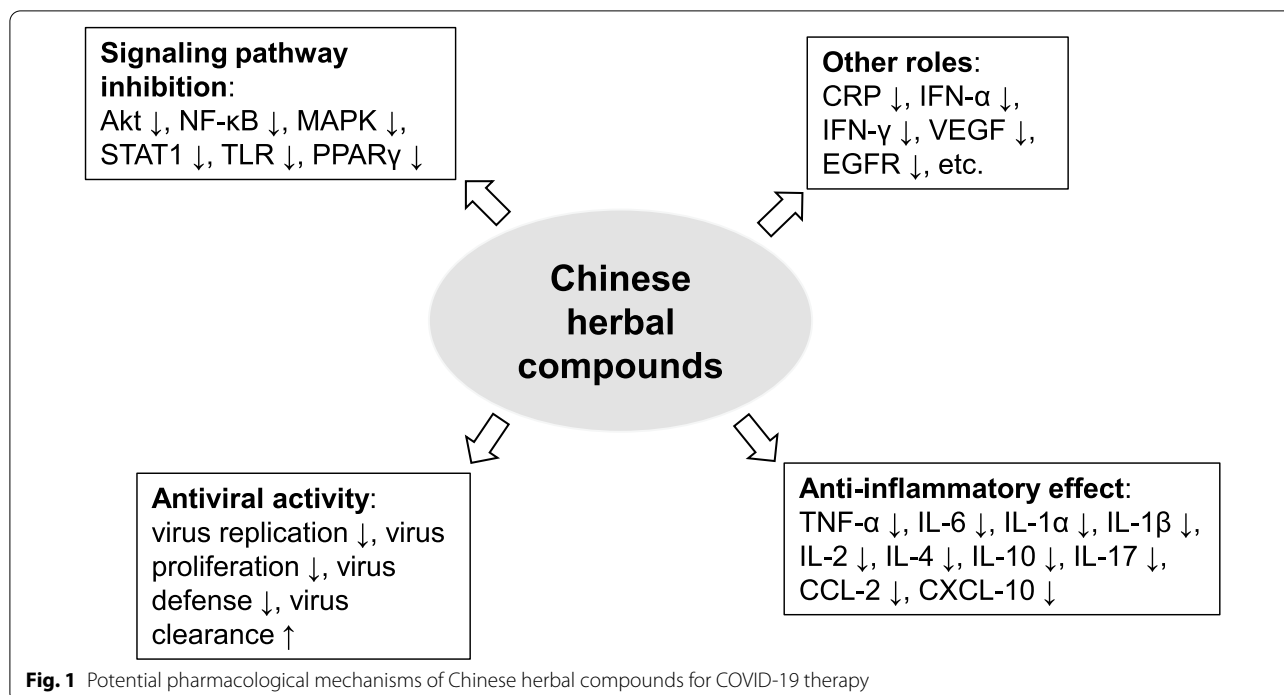 Signaling pathway
inhibition:
Akt ↓, NF-κB ↓, MAPK ↓,
STAT1 ↓, TLR ↓, PPARγ ↓
Other roles:
CRP ↓, IFN-α ↓,
IFN-γ ↓, VEGF ↓,
EGFR ↓, etc.
Chinese
herbal
compounds
Antiviral activity:
virus replication ↓, virus
proliferation ↓, virus
defense ↓, virus
clearance ↑
Anti-inflammatory effect:
TNF-α ↓, IL-6 ↓, IL-1α ↓, IL-1β ↓,
IL-2 ↓, IL-4 ↓, IL-10 ↓, IL-17 ↓,
CCL-2 ↓, CXCL-10 ↓
Fig. 1 Potential pharmacological mechanisms of Chinese herbal compounds for COVID-19 therapy